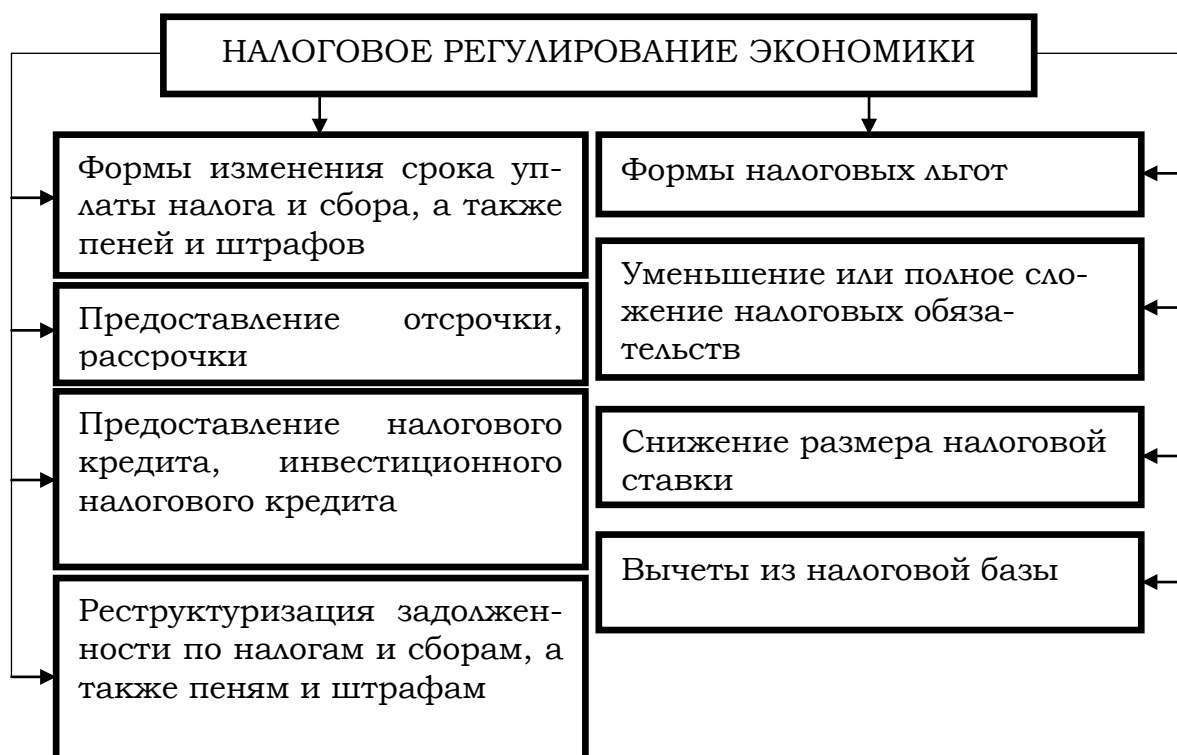 НАЛОГОВОЕ РЕГУЛИРОВАНИЕ ЭКОНОМИКИ
Формы изменения срока уп-
латы налога и сбора, а также
пеней и штрафов
Предоставление отсрочки,
рассрочки
Предоставление налогового
кредита, инвестиционного
налогового кредита
Реструктуризация задолжен-
ности по налогам и сборам, а
также пеням и штрафам
Формы налоговых льгот
Уменьшение или полное сло-
жение налоговых обяза-
тельств
Снижение размера налоговой
ставки
Вычеты из налоговой базы